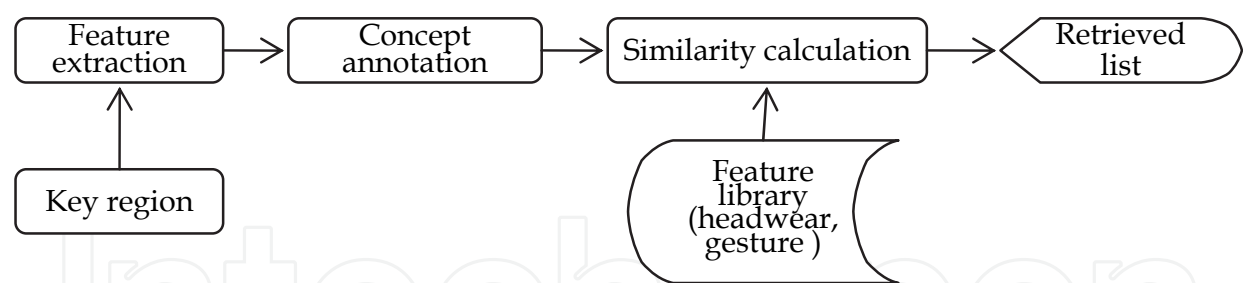 Feature
extraction
Concept
annotation
Similarity calculation
Retrieved
list
Key region
Feature
library
(headwear,
gesture )